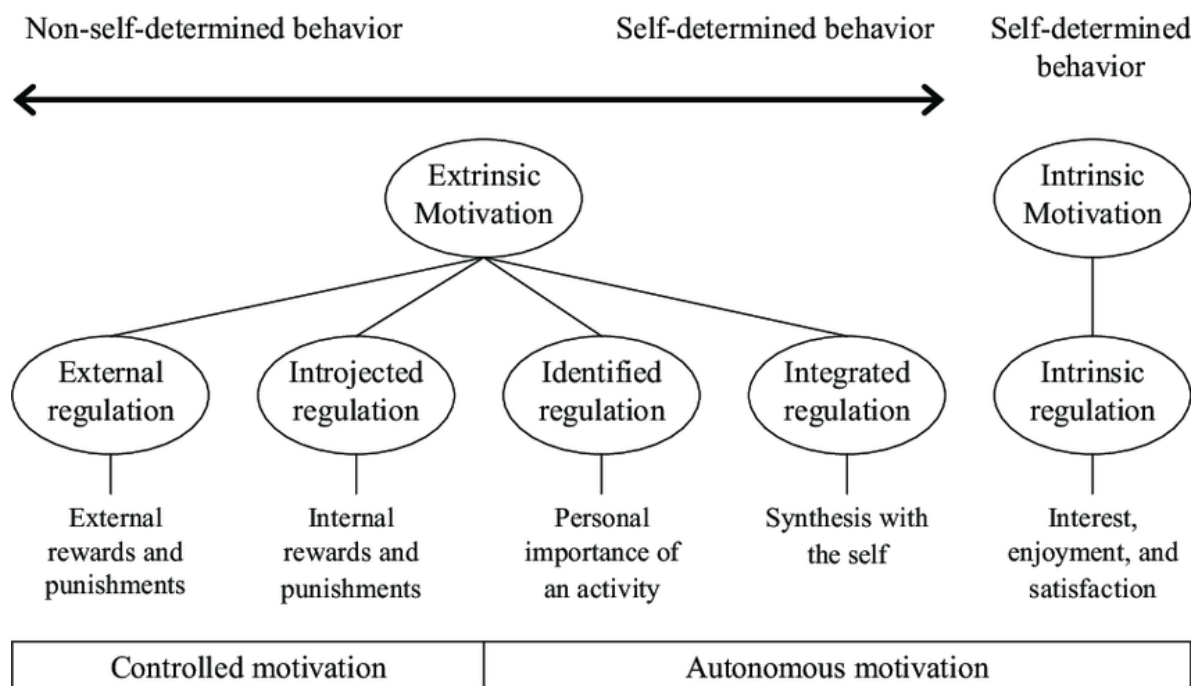 Non-self-determined behavior
Self-determined behavior
Self-determined
behavior
Extrinsic
Motivation
Intrinsic
Motivation
External
regulation
Introjected
regulation
Identified
regulation
Integrated
regulation
Intrinsic
regulation
External
rewards and
punishments
Internal
rewards and
punishments
Personal
importance of
an activity
Synthesis with
the self
Interest,
enjoyment, and
satisfaction
Controlled motivation
Autonomous motivation